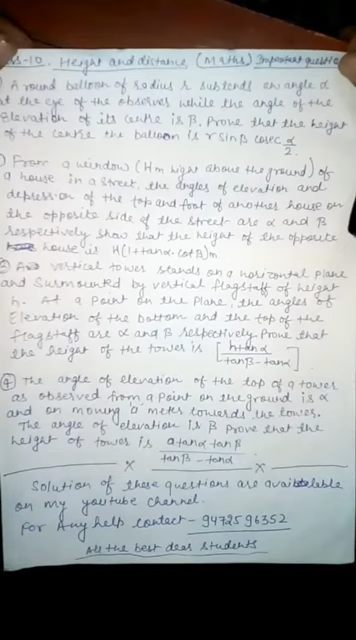 ss-10. Height and distance (Maths) Important questio
) A round balloon of radius r subtends an angle α
at the eye of the observer while the angle of the
Elevation of its centre is β. Prove that the height
of the centre the balloon is r sinβ cosec α/2.
) From a window (Hm hight above the ground) of
a house in a street, the angles of elevation and
depression of the top and foot of another house on
the opposite side of the street are α and β
respectively show that the height of the opposite
house is H(1+tanα.cotβ)m
vertical tower stands on a horizontal plane
and surmounted by vertical flagstaff of height
h. At a point on the plane, the angles of
Elevation of the bottom and the top of the
flagstaff are α and β respectively. Prove that
the height of the tower is [htanα/tanβ-tanα]
④ The angle of elevation of the top of a tower
as observed from a point on the ground is α
and on moving 'a' mets towards the tower.
The angle of elevation is β Prove that the
height of tower is a tanα tanβ/tanβ-tanα
x x
Solution of these questions are available
on my youtube channel.
For Any help contact - 9472596352
All the best dear students